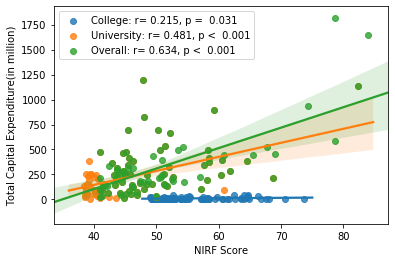 College: r= 0.215, p = 0.031
University: r= 0.481, p < 0.001
Overall: r= 0.634, p < 0.001
Total Capital Expenditure(in million)
1750
1500
1250
1000
750
500
250
0
40 50 60 70 80
NIRF Score